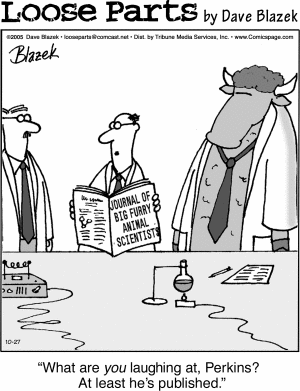 Loose Parts by Dave Blazek
©2005 Dave Blazek • looseparts@comcast.net • Dist. by Tribune Media Services, Inc. • www.Comicspage.com
Blazek
JOURNAL OF
BIG FURRY
ANIMAL
SCIENTISTS
10-27
“What are you laughing at, Perkins?
At least he's published.”